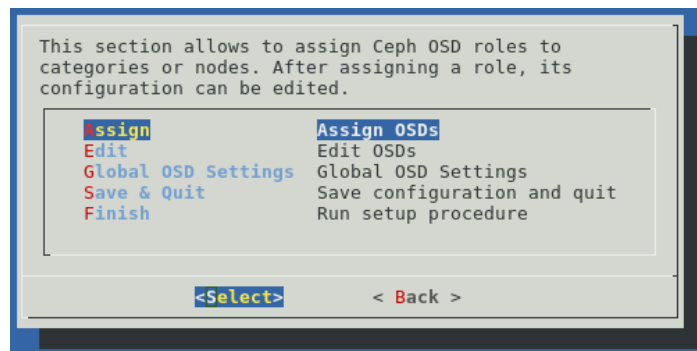 This section allows to assign Ceph OSD roles to
categories or nodes. After assigning a role, its
configuration can be edited.
Assign Assign OSDs
Edit Edit OSDs
Global OSD Settings Global OSD Settings
Save & Quit Save configuration and quit
Finish Run setup procedure
<Select> < Back >